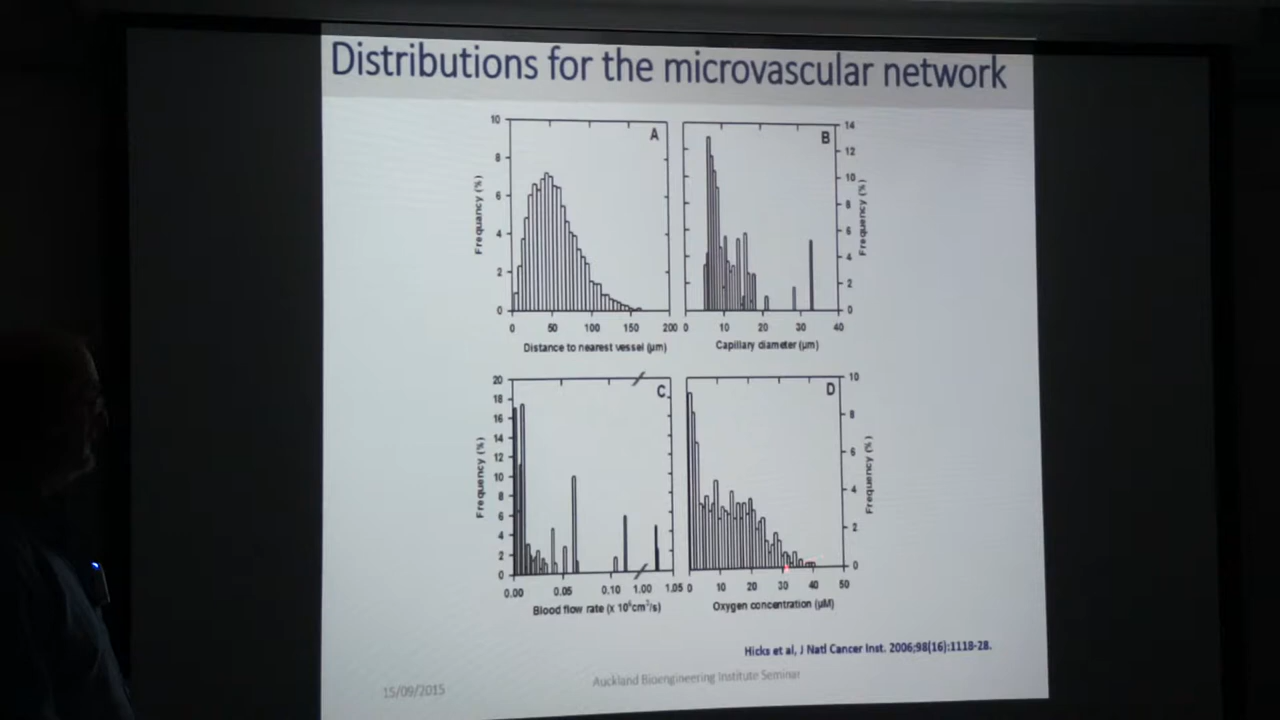 Distributions for the microvascular network
10
8
6
4
2
0
Frequency (%)
A
0 50 100 150 200
Distance to nearest vessel (μm)
B
14
12
10
8
6
4
2
0
Frequency (%)
0 10 20 30 40
Capillary diameter (μm)
20
18
16
14
12
10
8
6
4
2
0
Frequency (%)
C
0.00 0.05 0.10 1.00 1.05
Blood flow rate (x 10⁶cm³/s)
D
10
8
6
4
2
0
Frequency (%)
0 10 20 30 40 50
Oxygen concentration (μM)
Hicks et al, J Natl Cancer Inst. 2006;98(16):1118-28.
15/09/2015
Auckland Bioengineering Institute Seminar